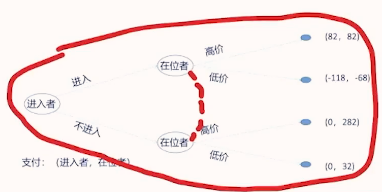 高价
(82, 82)
进入
在位者
低价
(-118, -68)
进入者
不进入
高价
(0, 282)
在位者
低价
支付: (进入者, 在位者)
(0, 32)